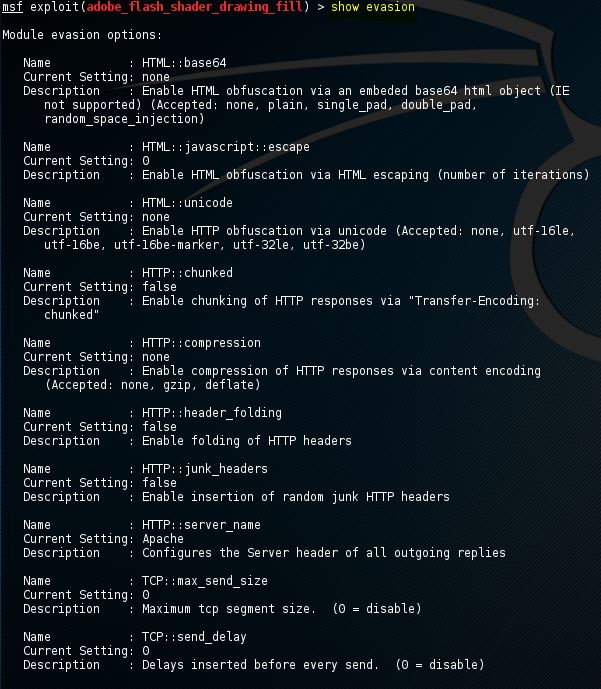 msf exploit(adobe_flash_shader_drawing_fill) > show evasion
Module evasion options:
Name : HTML::base64
Current Setting: none
Description : Enable HTML obfuscation via an embeded base64 html object (IE
not supported) (Accepted: none, plain, single_pad, double_pad,
random_space_injection)
Name : HTML::javascript::escape
Current Setting: 0
Description : Enable HTML obfuscation via HTML escaping (number of iterations)
Name : HTML::unicode
Current Setting: none
Description : Enable HTTP obfuscation via unicode (Accepted: none, utf-16le,
utf-16be, utf-16be-marker, utf-32le, utf-32be)
Name : HTTP::chunked
Current Setting: false
Description : Enable chunking of HTTP responses via "Transfer-Encoding:
chunked"
Name : HTTP::compression
Current Setting: none
Description : Enable compression of HTTP responses via content encoding
(Accepted: none, gzip, deflate)
Name : HTTP::header_folding
Current Setting: false
Description : Enable folding of HTTP headers
Name : HTTP::junk_headers
Current Setting: false
Description : Enable insertion of random junk HTTP headers
Name : HTTP::server_name
Current Setting: Apache
Description : Configures the Server header of all outgoing replies
Name : TCP::max_send_size
Current Setting: 0
Description : Maximum tcp segment size. (0 = disable)
Name : TCP::send_delay
Current Setting: 0
Description : Delays inserted before every send. (0 = disable)